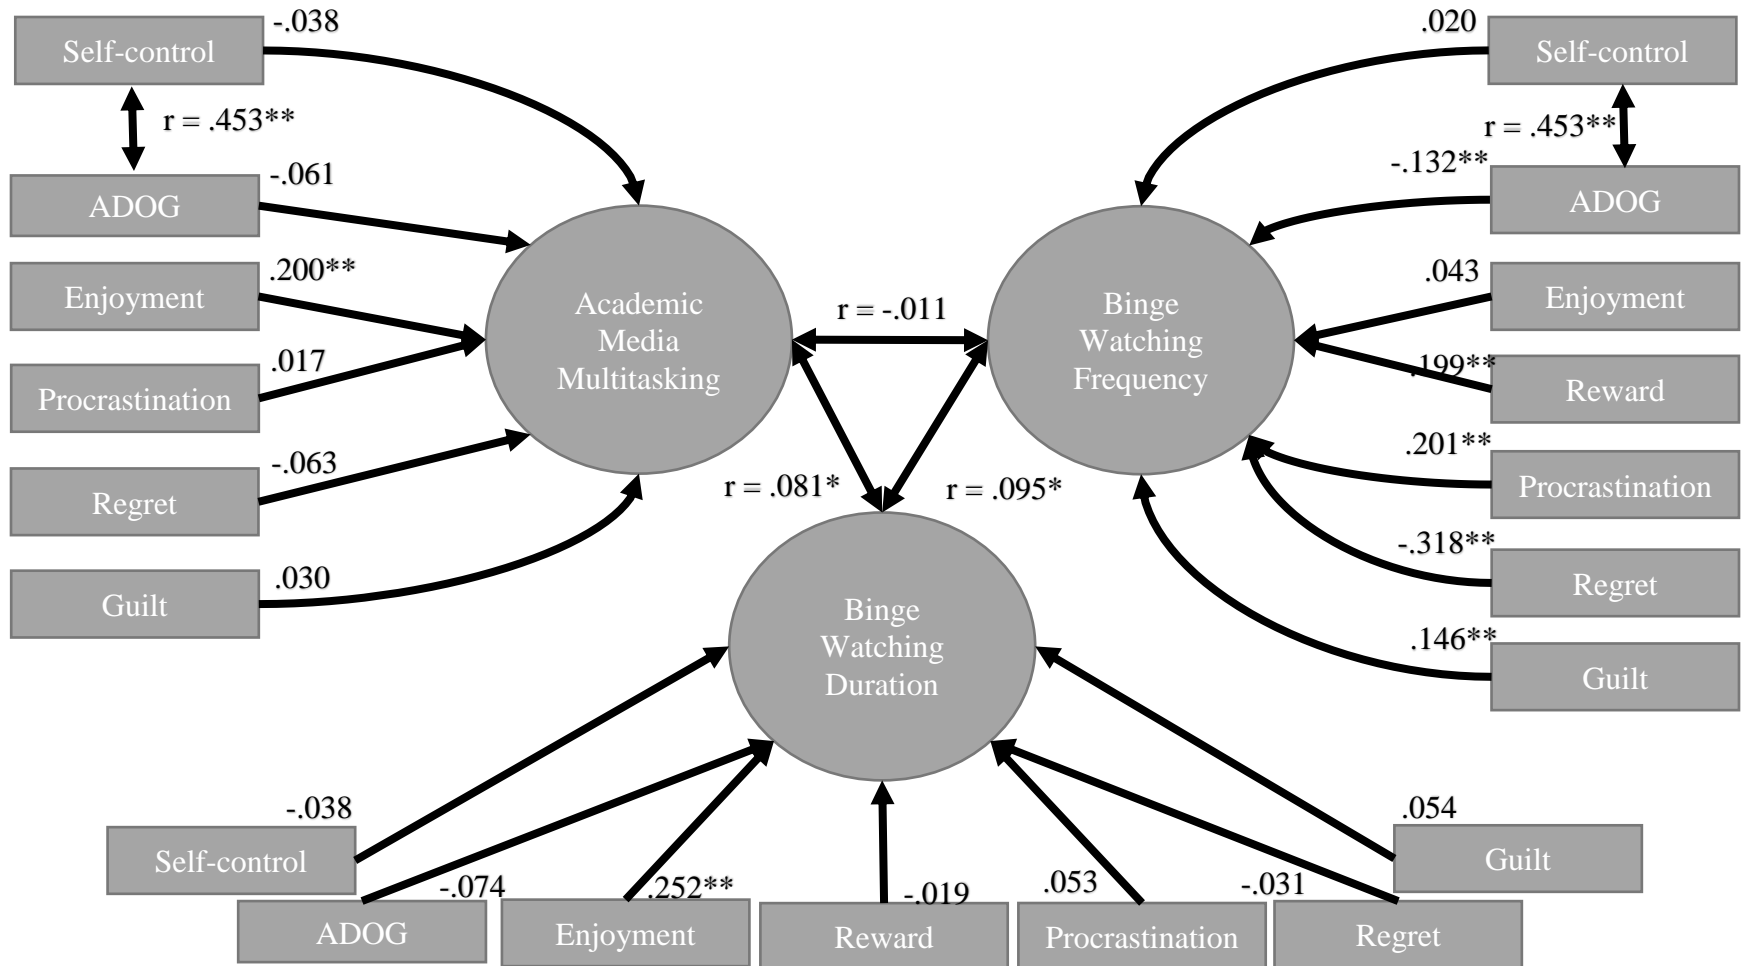 -.038
Self-control
r = .453**
-.061
ADOG
.200**
Enjoyment
.017
Procrastination
-.063
Regret
.030
Guilt
Academic
Media
Multitasking
r = -.011
Binge
Watching
Frequency
r = .081*
r = .095*
.020
Self-control
r = .453**
-.132**
ADOG
.043
Enjoyment
.199**
Reward
.201**
Procrastination
-.318**
Regret
.146**
Guilt
Binge
Watching
Duration
-.038
Self-control
-.074
ADOG
.252**
Enjoyment
-.019
Reward
.053
Procrastination
-.031
Regret
.054
Guilt